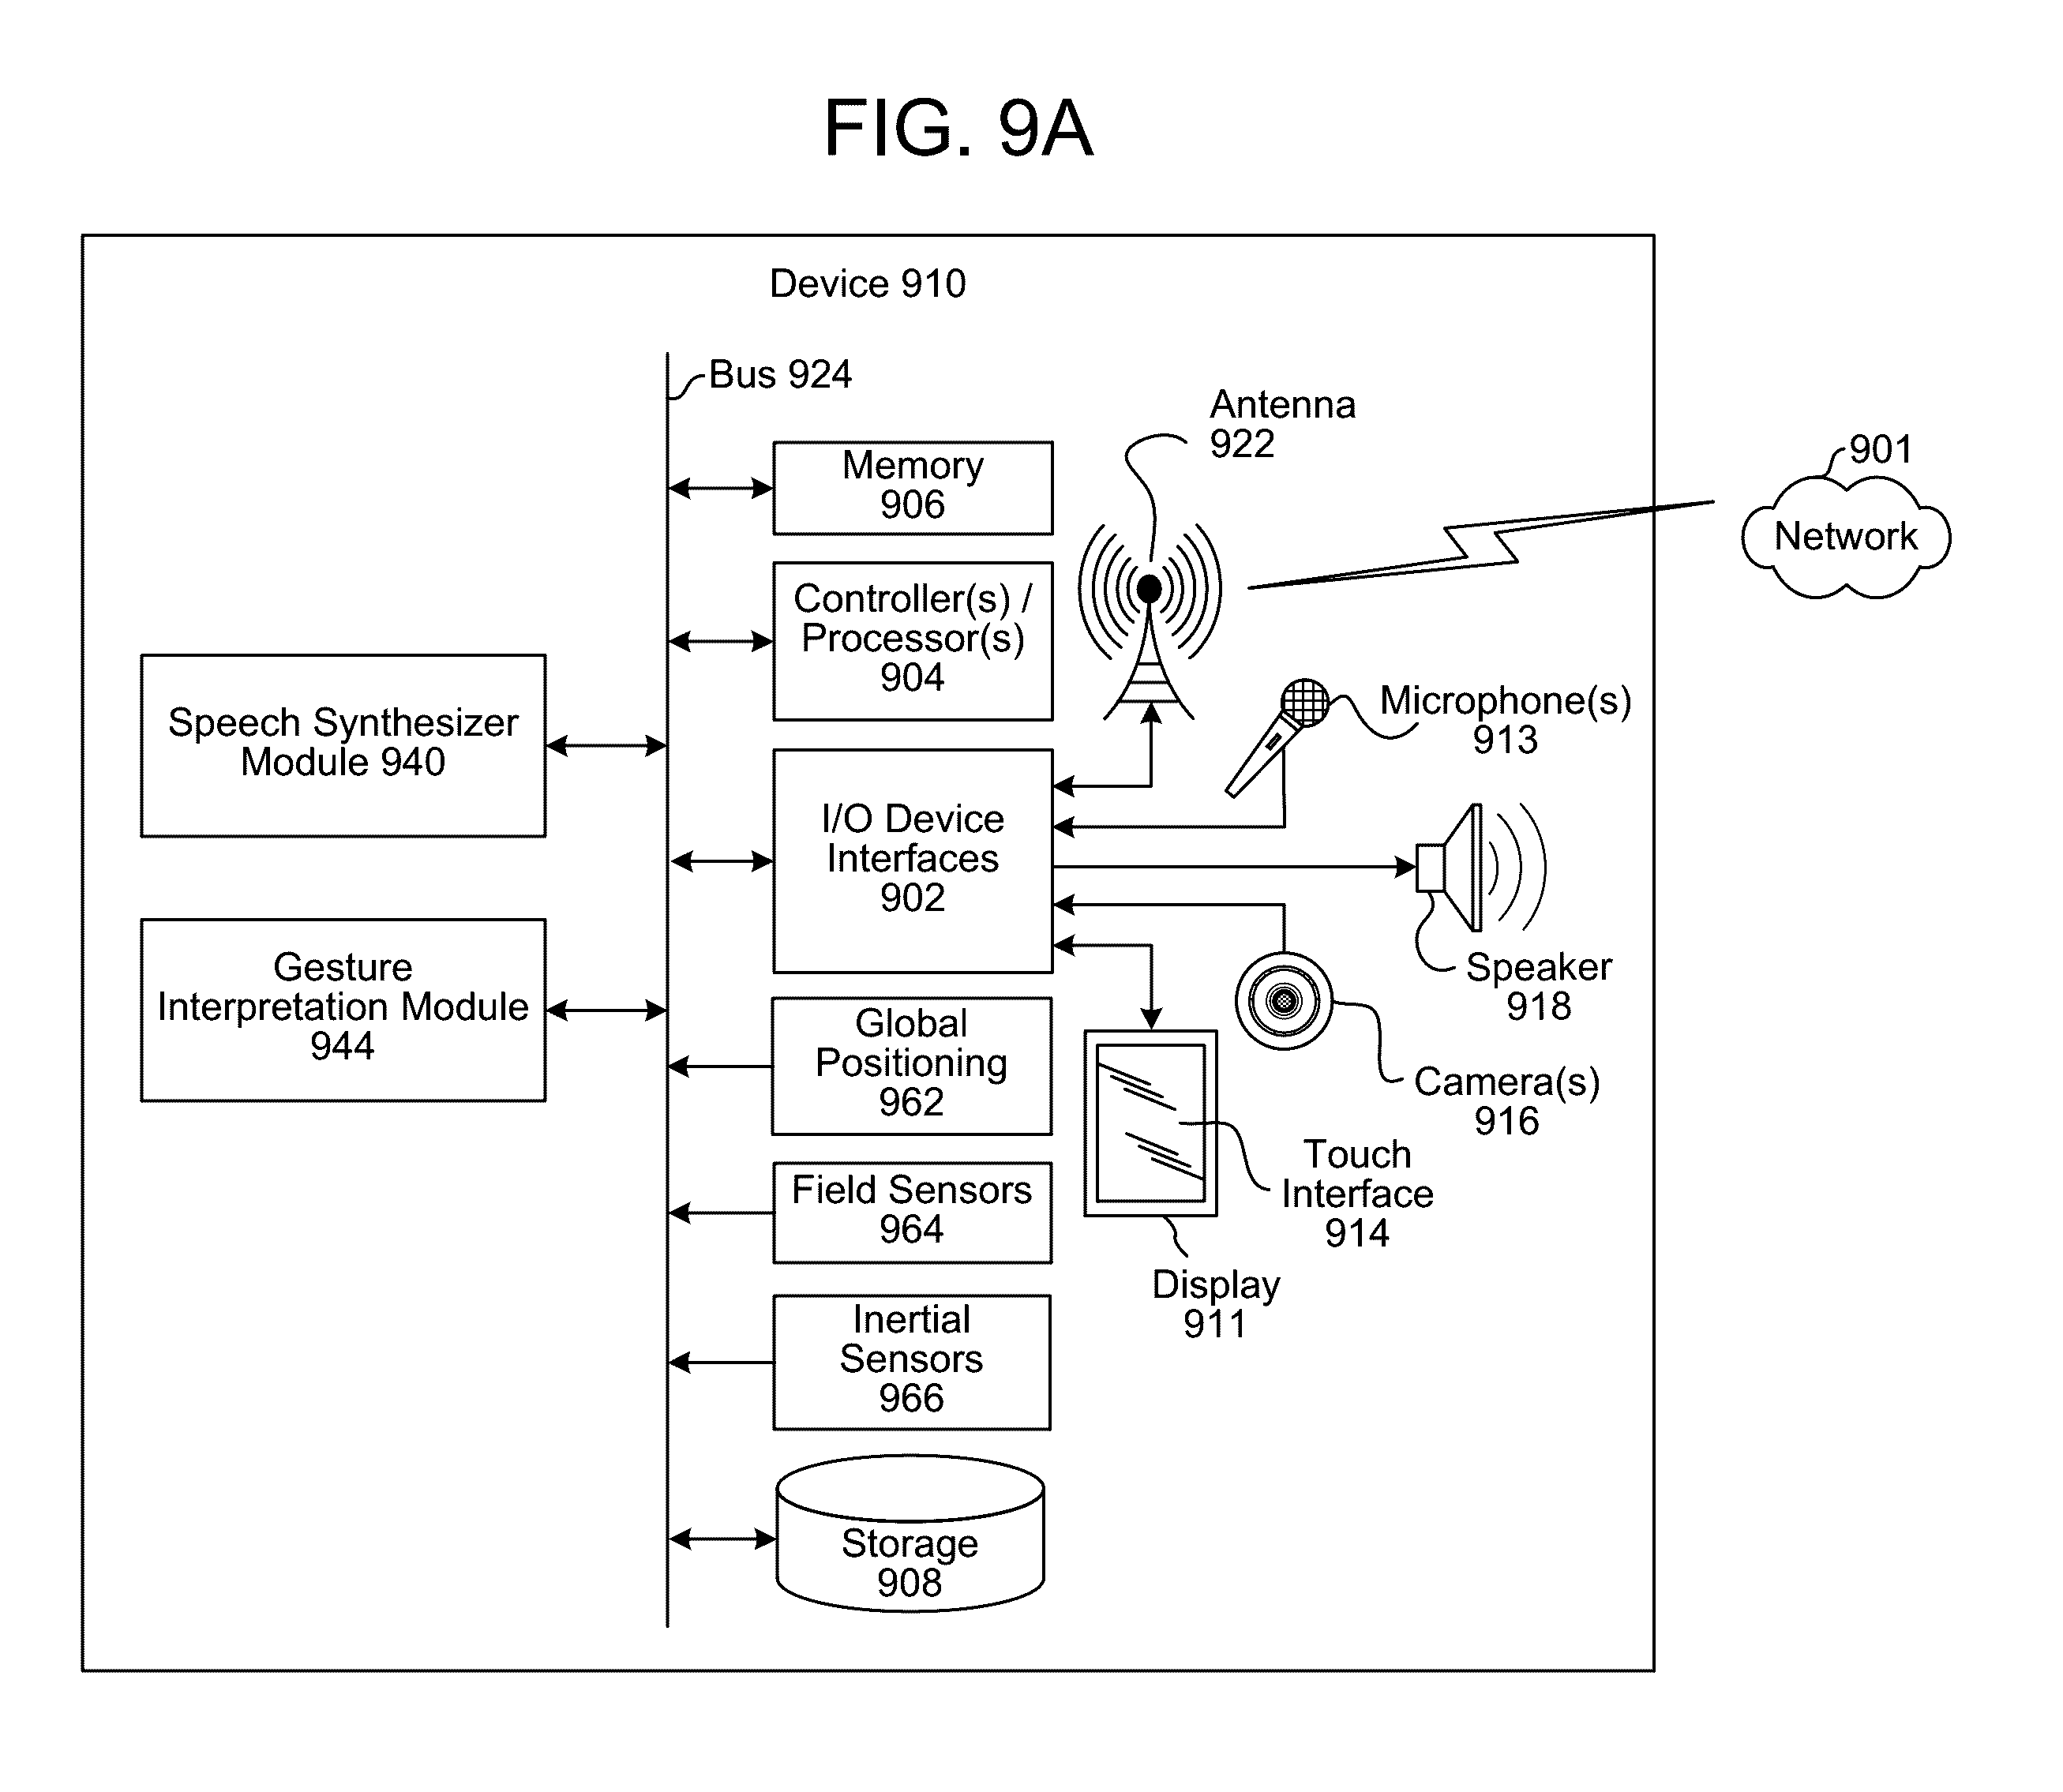 FIG. 9A
Device 910
Bus 924
Antenna
922
901
Network
Memory
906
Controller(s) /
Processor(s)
904
Speech Synthesizer
Module 940
Microphone(s)
913
I/O Device
Interfaces
902
Speaker
918
Gesture
Interpretation Module
944
Global
Positioning
962
Camera(s)
916
Touch
Interface
914
Field Sensors
964
Display
911
Inertial
Sensors
966
Storage
908